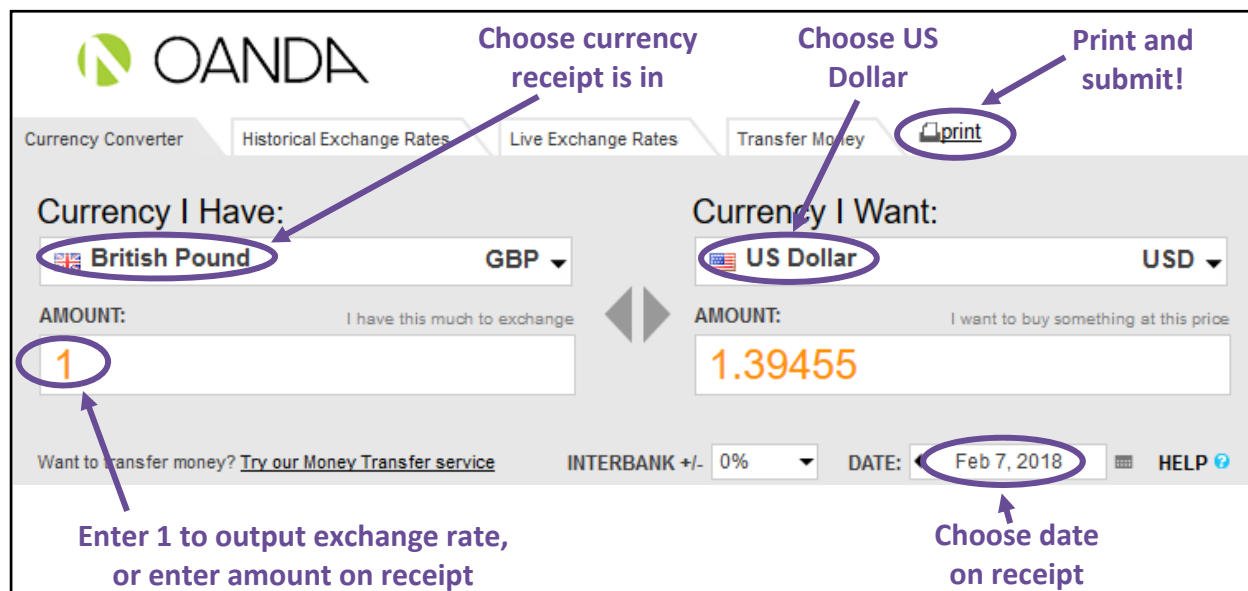 OANDA
Choose currency
receipt is in
Choose US
Dollar
Print and
submit!
Currency Converter
Historical Exchange Rates
Live Exchange Rates
Transfer Money
print
Currency I Have:
Currency I Want:
British Pound
GBP
US Dollar
USD
AMOUNT:
I have this much to exchange
AMOUNT:
I want to buy something at this price
1
1.39455
Want to transfer money? Try our Money Transfer service
INTERBANK +/-
0%
DATE:
Feb 7, 2018
HELP ?
Enter 1 to output exchange rate,
or enter amount on receipt
Choose date
on receipt